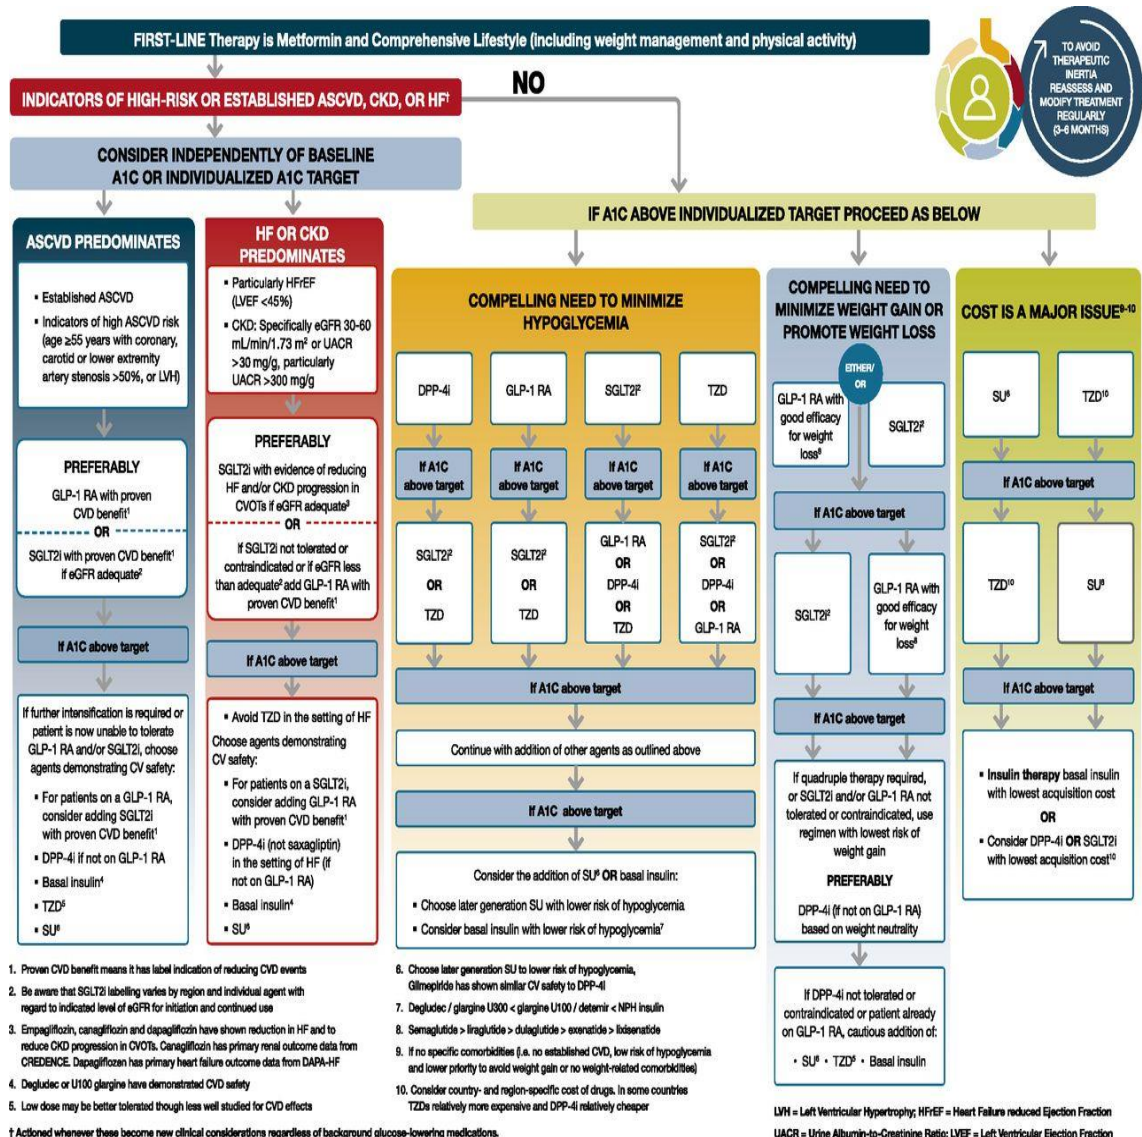 FIRST-LINE Therapy is Metformin and Comprehensive Lifestyle (including weight management and physical activity)
TO AVOID
THERAPEUTIC
INERTIA
REASSESS AND
MODIFY TREATMENT
REGULARLY
(3-6 MONTHS)
INDICATORS OF HIGH-RISK OR ESTABLISHED ASCVD, CKD, OR HF†
NO
CONSIDER INDEPENDENTLY OF BASELINE
A1C OR INDIVIDUALIZED A1C TARGET
IF A1C ABOVE INDIVIDUALIZED TARGET PROCEED AS BELOW
ASCVD PREDOMINATES
▪ Established ASCVD
▪ Indicators of high ASCVD risk
(age ≥55 years with coronary,
carotid or lower extremity
artery stenosis >50%, or LVH)
PREFERABLY
GLP-1 RA with proven
CVD benefit¹
OR
SGLT2i with proven CVD benefit¹
if eGFR adequate²
If A1C above target
If further intensification is required or
patient is now unable to tolerate
GLP-1 RA and/or SGLT2i, choose
agents demonstrating CV safety:
▪ For patients on a GLP-1 RA,
consider adding SGLT2i
with proven CVD benefit¹
▪ DPP-4i if not on GLP-1 RA
▪ Basal insulin⁴
▪ TZD⁵
▪ SU⁶
HF OR CKD
PREDOMINATES
▪ Particularly HFrEF
(LVEF <45%)
▪ CKD: Specifically eGFR 30-60
mL/min/1.73 m² or UACR
>30 mg/g, particularly
UACR >300 mg/g
PREFERABLY
SGLT2i with evidence of reducing
HF and/or CKD progression in
CVOTs if eGFR adequate³
OR
If SGLT2i not tolerated or
contraindicated or if eGFR less
than adequate² add GLP-1 RA with
proven CVD benefit¹
If A1C above target
▪ Avoid TZD in the setting of HF
Choose agents demonstrating
CV safety:
▪ For patients on a SGLT2i,
consider adding GLP-1 RA
with proven CVD benefit¹
▪ DPP-4i (not saxagliptin)
in the setting of HF (if
not on GLP-1 RA)
▪ Basal insulin⁴
▪ SU⁶
COMPELLING NEED TO MINIMIZE
HYPOGLYCEMIA
DPP-4i
GLP-1 RA
SGLT2i²
TZD
If A1C
above target
If A1C
above target
If A1C
above target
If A1C
above target
SGLT2i²
OR
TZD
SGLT2i²
OR
TZD
GLP-1 RA
OR
DPP-4i
OR
TZD
SGLT2i²
OR
DPP-4i
OR
GLP-1 RA
If A1C above target
Continue with addition of other agents as outlined above
If A1C above target
Consider the addition of SU⁶ OR basal insulin:
▪ Choose later generation SU with lower risk of hypoglycemia
▪ Consider basal insulin with lower risk of hypoglycemia⁷
COMPELLING NEED TO
MINIMIZE WEIGHT GAIN OR
PROMOTE WEIGHT LOSS
EITHER/
OR
GLP-1 RA with
good efficacy
for weight
loss⁸
SGLT2i²
If A1C above target
SGLT2i²
GLP-1 RA with
good efficacy
for weight
loss⁸
If A1C above target
If quadruple therapy required,
or SGLT2i and/or GLP-1 RA not
tolerated or contraindicated, use
regimen with lowest risk of
weight gain
PREFERABLY
DPP-4i (if not on GLP-1 RA)
based on weight neutrality
If DPP-4i not tolerated or
contraindicated or patient already
on GLP-1 RA, cautious addition of:
• SU⁶ • TZD⁵ • Basal insulin
COST IS A MAJOR ISSUE⁹⁻¹⁰
SU⁶
TZD¹⁰
If A1C above target
TZD¹⁰
SU⁶
If A1C above target
▪ Insulin therapy basal insulin
with lowest acquisition cost
OR
▪ Consider DPP-4i OR SGLT2i
with lowest acquisition cost¹⁰
1. Proven CVD benefit means it has label indication of reducing CVD events
2. Be aware that SGLT2i labelling varies by region and individual agent with
regard to indicated level of eGFR for initiation and continued use
3. Empagliflozin, canagliflozin and dapagliflozin have shown reduction in HF and to
reduce CKD progression in CVOTs. Canagliflozin has primary renal outcome data from
CREDENCE. Dapagliflozen has primary heart failure outcome data from DAPA-HF
4. Degludec or U100 glargine have demonstrated CVD safety
5. Low dose may be better tolerated though less well studied for CVD effects
6. Choose later generation SU to lower risk of hypoglycemia,
Glimepiride has shown similar CV safety to DPP-4i
7. Degludec / glargine U300 < glargine U100 / detemir < NPH insulin
8. Semaglutide > liraglutide > dulaglutide > exenatide > lixisenatide
9. If no specific comorbidities (i.e. no established CVD, low risk of hypoglycemia
and lower priority to avoid weight gain or no weight-related comorbidities)
10. Consider country- and region-specific cost of drugs. In some countries
TZDs relatively more expensive and DPP-4i relatively cheaper
† Actioned whenever these become new clinical considerations regardless of background glucose-lowering medications.
LVH = Left Ventricular Hypertrophy; HFrEF = Heart Failure reduced Ejection Fraction
UACR = Urine Albumin-to-Creatinine Ratio; LVEF = Left Ventricular Ejection Fraction